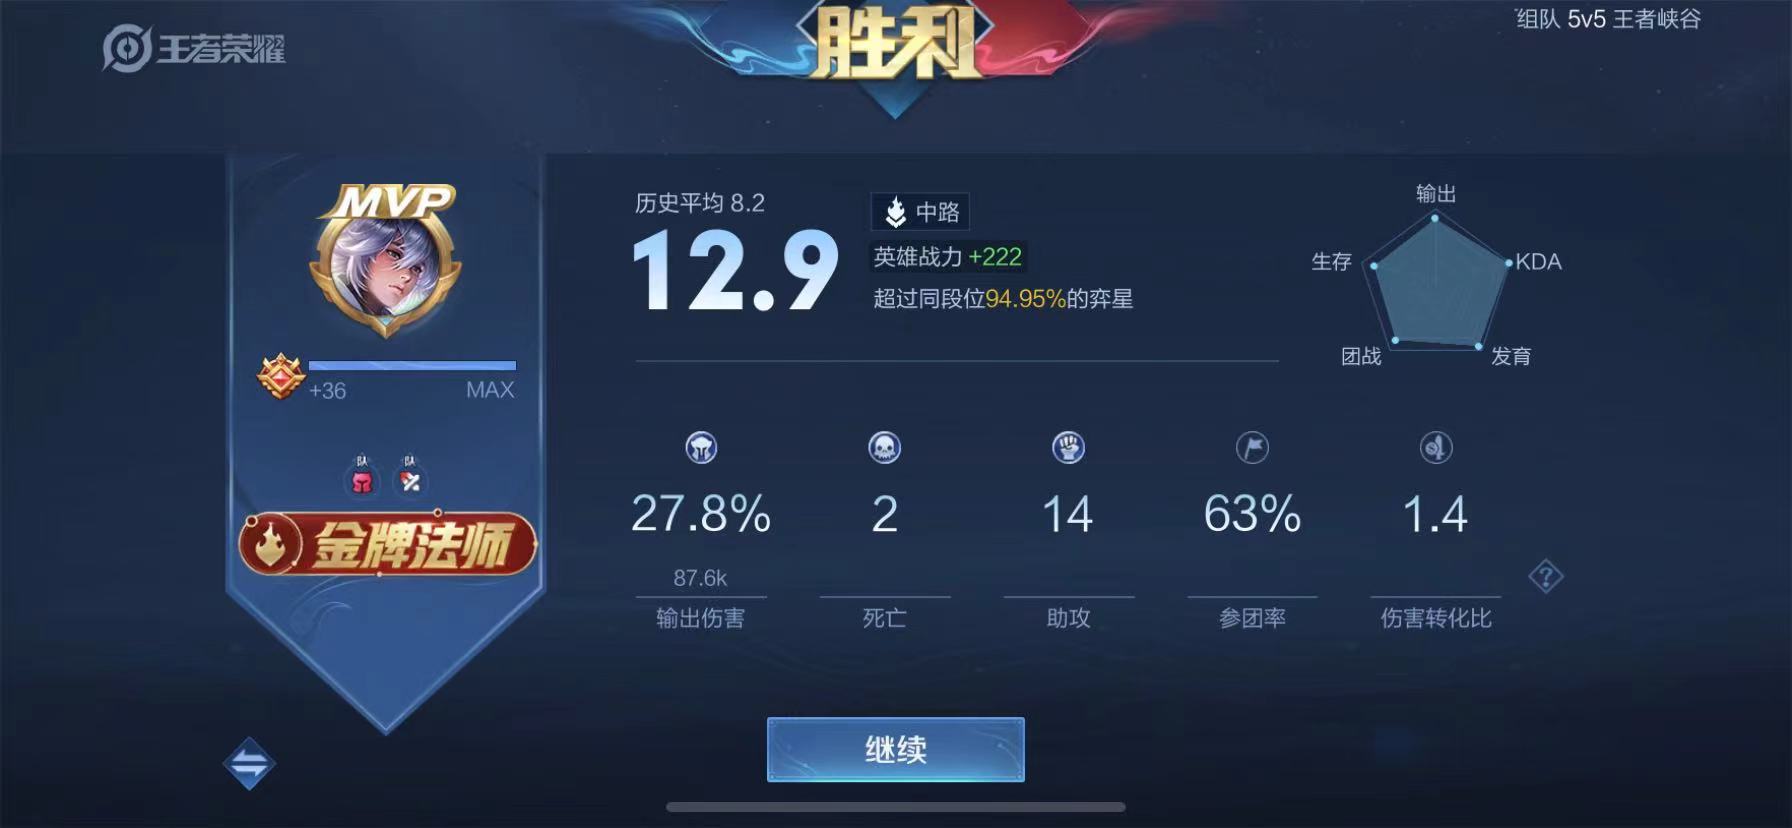 王者荣耀
胜利
组队 5v5 王者峡谷
MVP
+36
MAX
队
队
金牌法师
历史平均 8.2
12.9
中路
英雄战力 +222
超过同段位94.95%的弈星
输出
KDA
发育
团战
生存
27.8%
87.6k
输出伤害
2
死亡
14
助攻
63%
参团率
1.4
伤害转化比
?
继续